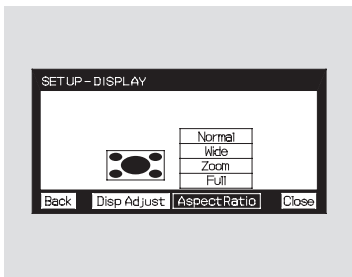 SETUP-DISPLAY
Normal
Wide
Zoom
Full
Back Disp Adjust AspectRatio Close